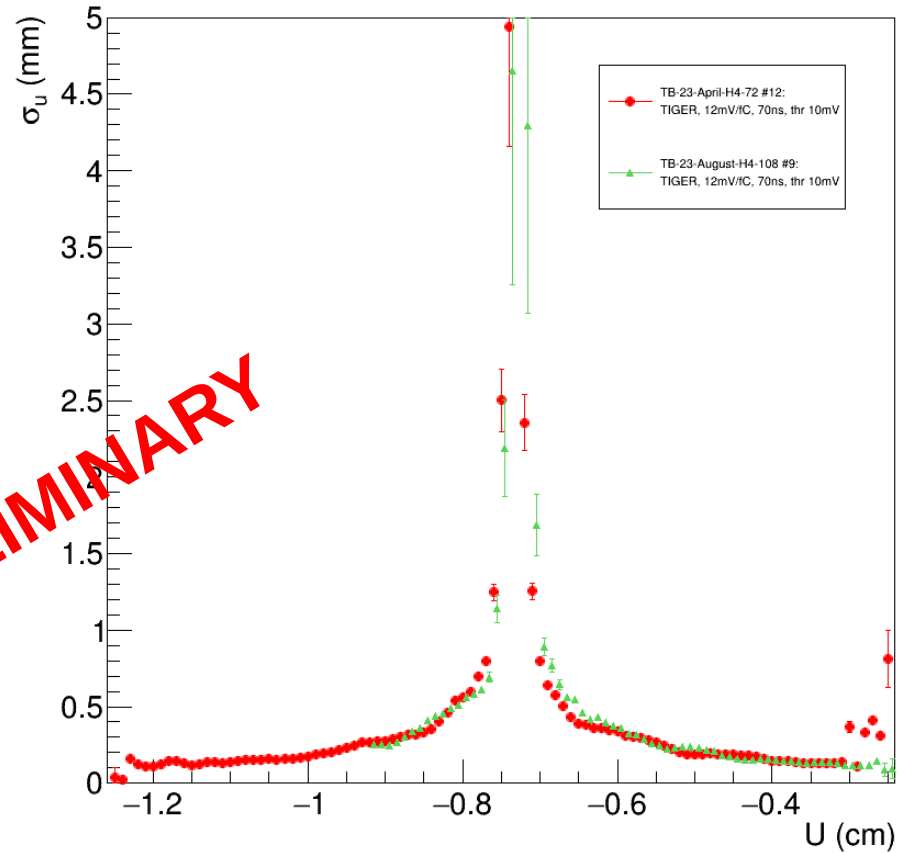 σu (mm)
5
4.5
4
3.5
3
2.5
2
1.5
1
0.5
0
TB-23-April-H4-72 #12:
TIGER, 12mV/fC, 70ns, thr 10mV
TB-23-August-H4-108 #9:
TIGER, 12mV/fC, 70ns, thr 10mV
LIMINARY
−1.2 −1 −0.8 −0.6 −0.4
U (cm)